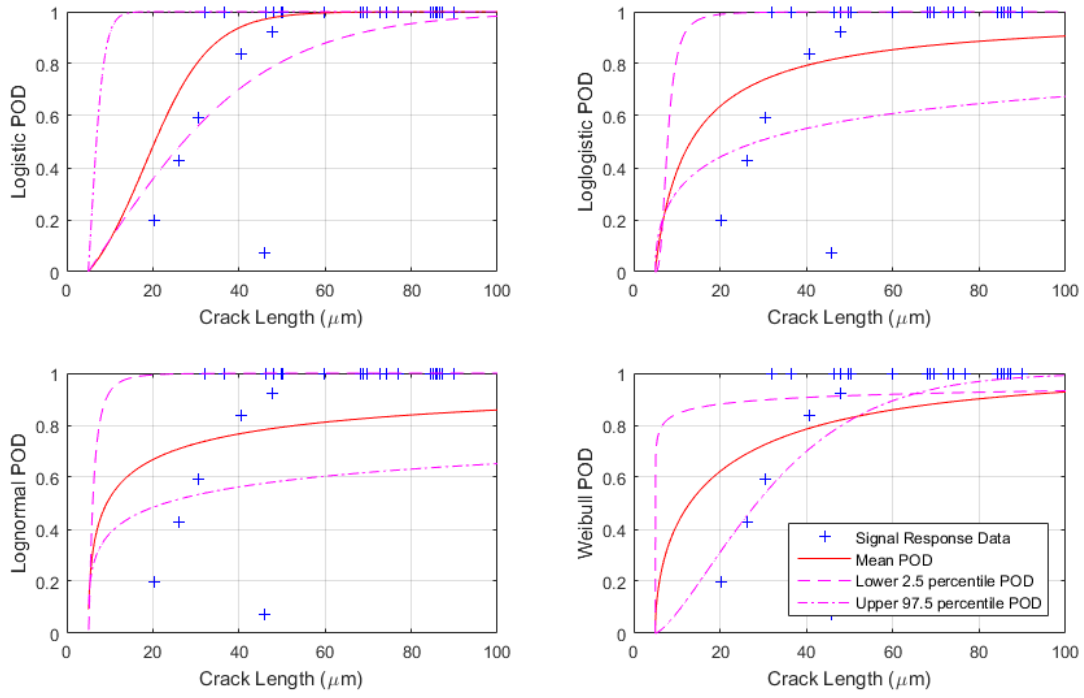 Logistic POD
1
0.8
0.6
0.4
0.2
0
0 20 40 60 80 100
Crack Length (μm)
Loglogistic POD
1
0.8
0.6
0.4
0.2
0
0 20 40 60 80 100
Crack Length (μm)
Lognormal POD
1
0.8
0.6
0.4
0.2
0
0 20 40 60 80 100
Crack Length (μm)
Weibull POD
1
0.8
0.6
0.4
0.2
0
0 20 40 60 80 100
Crack Length (μm)
Signal Response Data
Mean POD
Lower 2.5 percentile POD
Upper 97.5 percentile POD